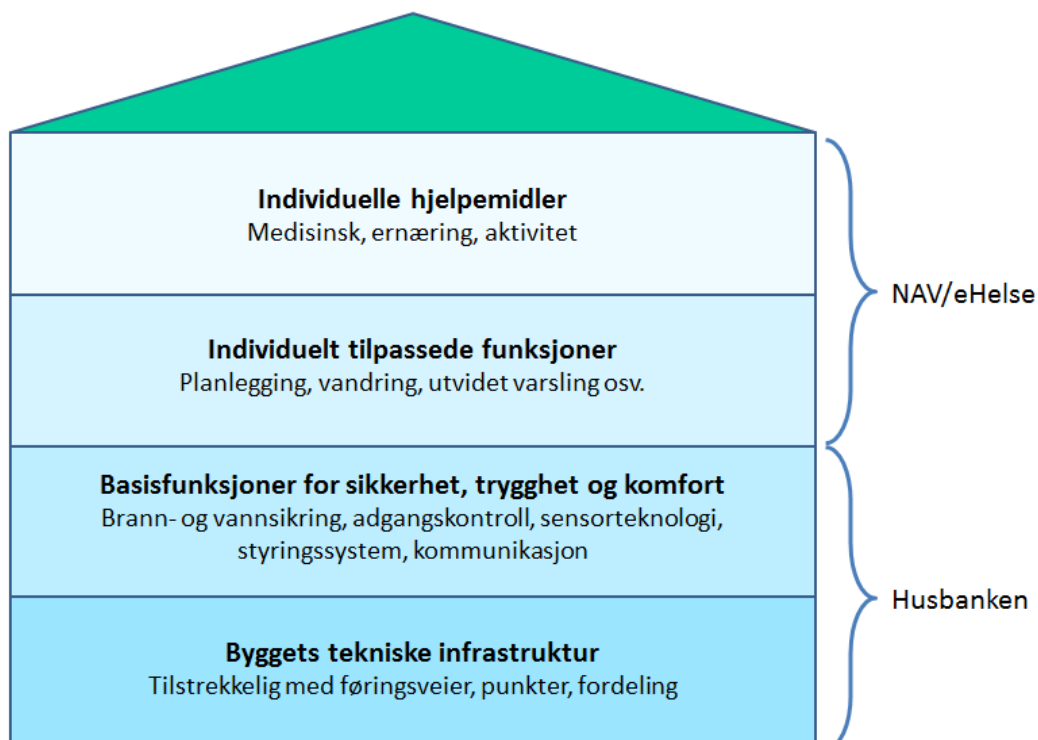 Individuelle hjelpemidler
Medisinsk, ernæring, aktivitet
NAV/eHelse
Individuelt tilpassede funksjoner
Planlegging, vandring, utvidet varsling osv.
Basisfunksjoner for sikkerhet, trygghet og komfort
Brann- og vannsikring, adgangskontroll, sensorteknologi,
styringssystem, kommunikasjon
Husbanken
Byggets tekniske infrastruktur
Tilstrekkelig med føringsveier, punkter, fordeling